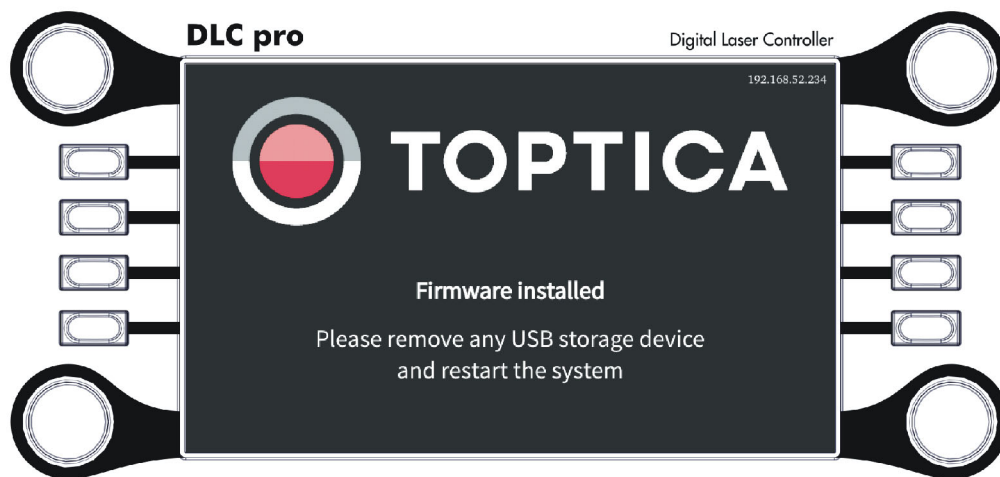 DLC pro
Digital Laser Controller
192.168.52.234
TOPTICA
Firmware installed
Please remove any USB storage device
and restart the system